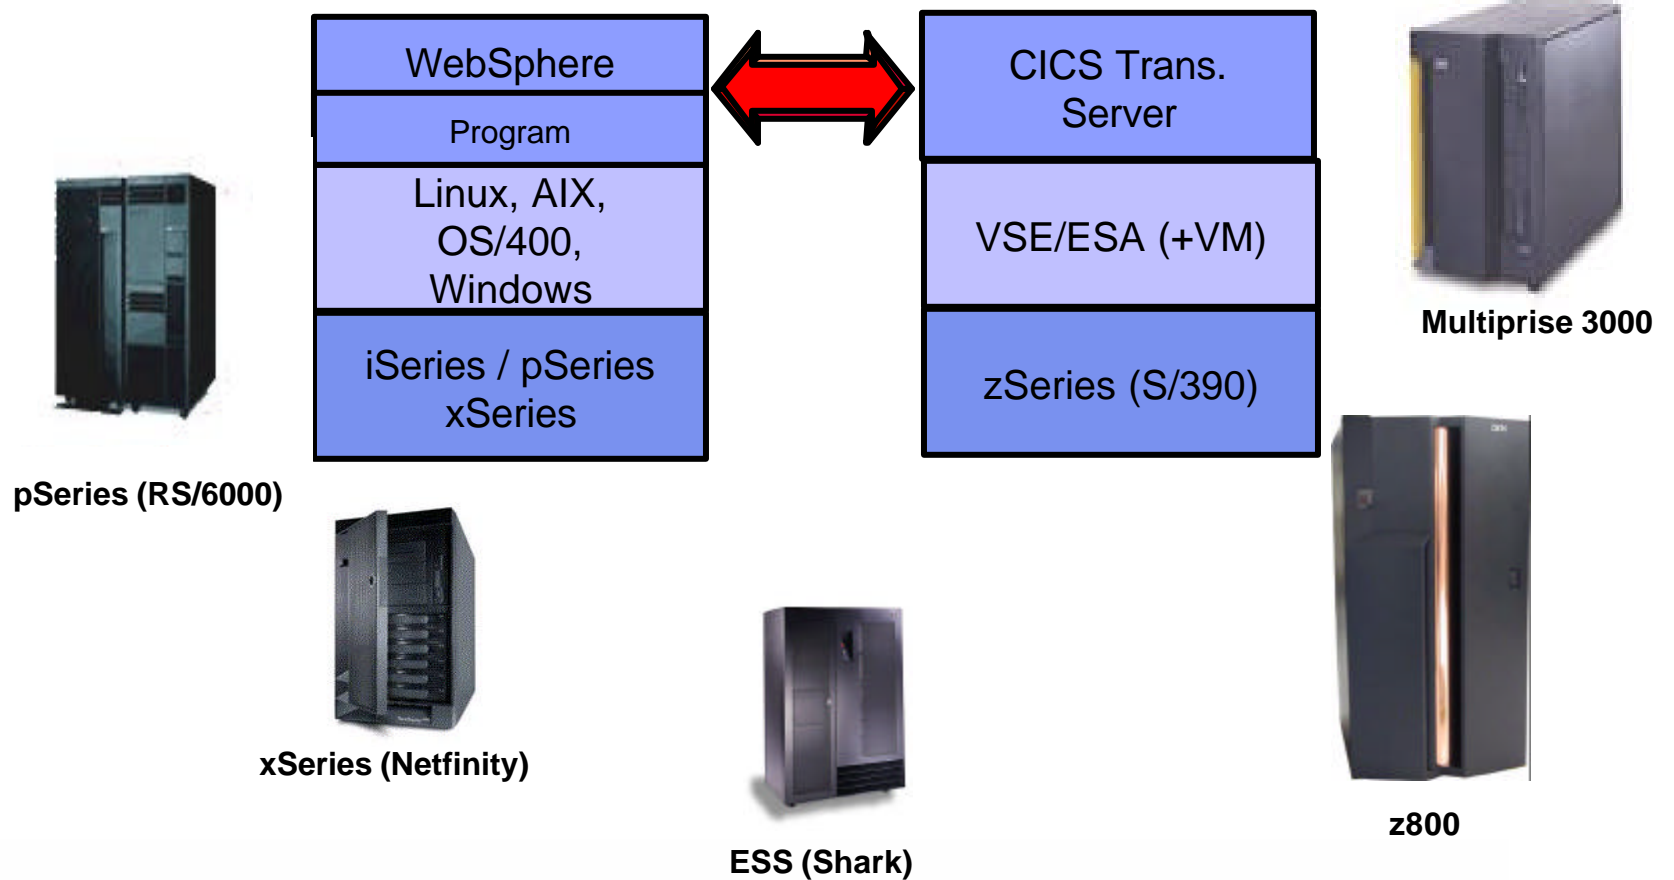 WebSphere
Program
Linux, AIX,
OS/400,
Windows
iSeries / pSeries
xSeries
CICS Trans.
Server
VSE/ESA (+VM)
zSeries (S/390)
Multiprise 3000
pSeries (RS/6000)
xSeries (Netfinity)
ESS (Shark)
z800